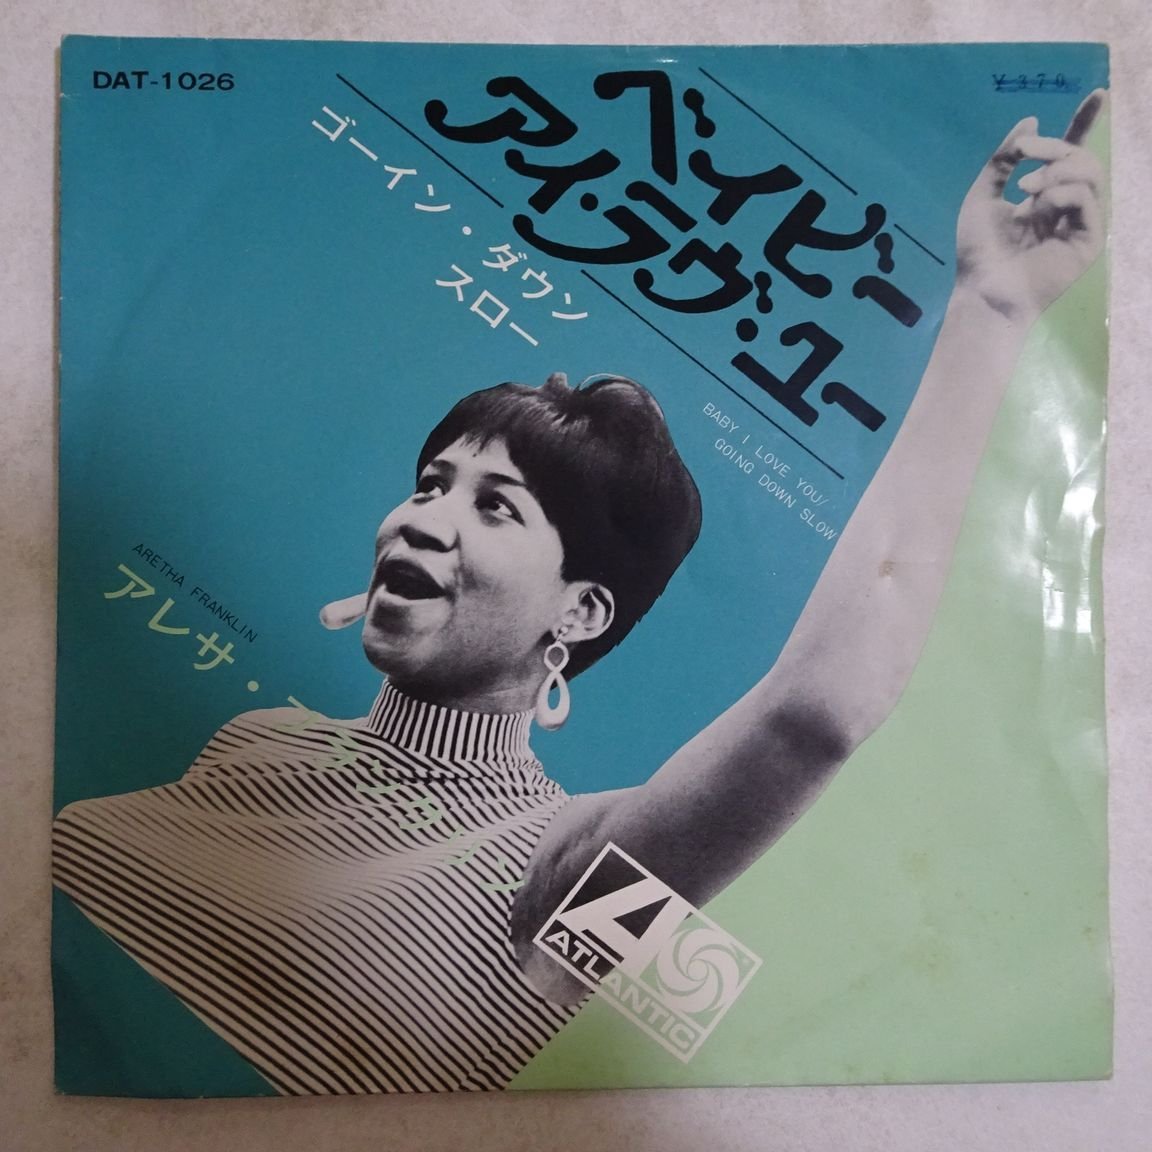 DAT-1026
¥370
ベイビー
アイ・ラヴ・ユー
ゴーイン・ダウン
スロー
BABY I LOVE YOU/
GOING DOWN SLOW
ARETHA FRANKLIN
アレサ・フランクリン
ATLANTIC